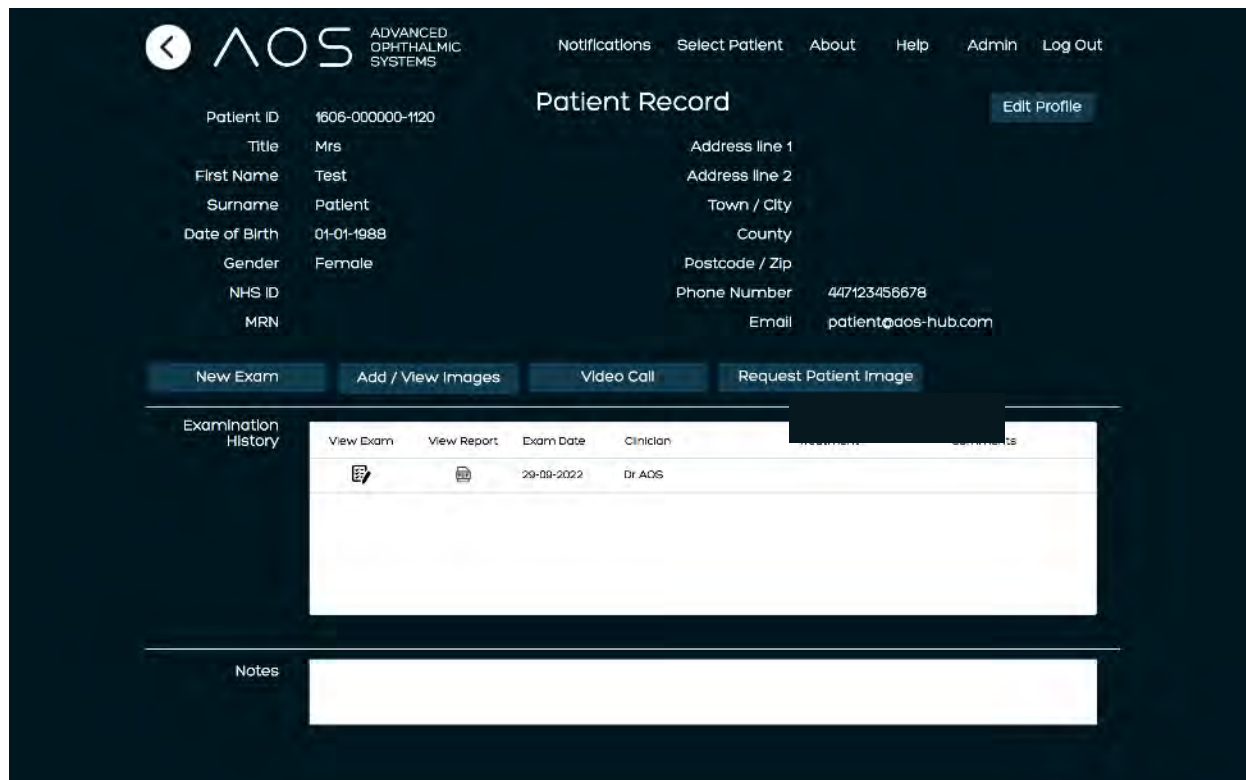 AOS ADVANCED
OPHTHALMIC
SYSTEMS
Notifications Select Patient About Help Admin Log Out
Patient Record
Edit Profile
Patient ID 1606-000000-1120
Title Mrs
First Name Test
Surname Patient
Date of Birth 01-01-1988
Gender Female
NHS ID
MRN
Address line 1
Address line 2
Town / City
County
Postcode / Zip
Phone Number 447123456678
Email patient@aos-hub.com
New Exam Add / View Images Video Call Request Patient Image
Examination
History
View Exam View Report Exam Date Clinician
29-09-2022 Dr AOS
Notes